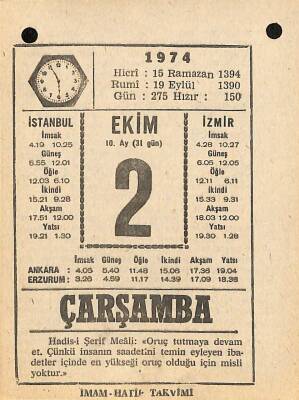 1974
Hicrî : 15 Ramazan 1394
Rumî : 19 Eylül 1390
Gün : 275 Hızır : 150
İSTANBUL
İmsak
4.19 10.25
Güneş
6.55 12.01
Öğle
12.03 6.10
İkindi
15.21 9.28
Akşam
17.51 12.00
Yatsı
19.21 1.30
EKİM
10. Ay (31 gün)
2
İZMİR
İmsak
4.28 10.27
Güneş
6.05 12.05
Öğle
12.11 6.11
İkindi
15.33 9.31
Akşam
18.03 12.00
Yatsı
19.30 1.28
İmsak Güneş Öğle İkindi Akşam Yatsı
ANKARA : 4.05 5.40 11.48 15.06 17.36 19.04
ERZURUM : 3.26 4.59 11.17 14.39 17.09 18.38
ÇARŞAMBA
Hadis-i Şerif Meâli: «Oruç tutmaya devam
et. Çünkü insanın saadetini temin eyleyen iba-
detler içinde en yükseği oruç olduğu için misli
yoktur.»
İMAM-HATİP TAKVİMİ